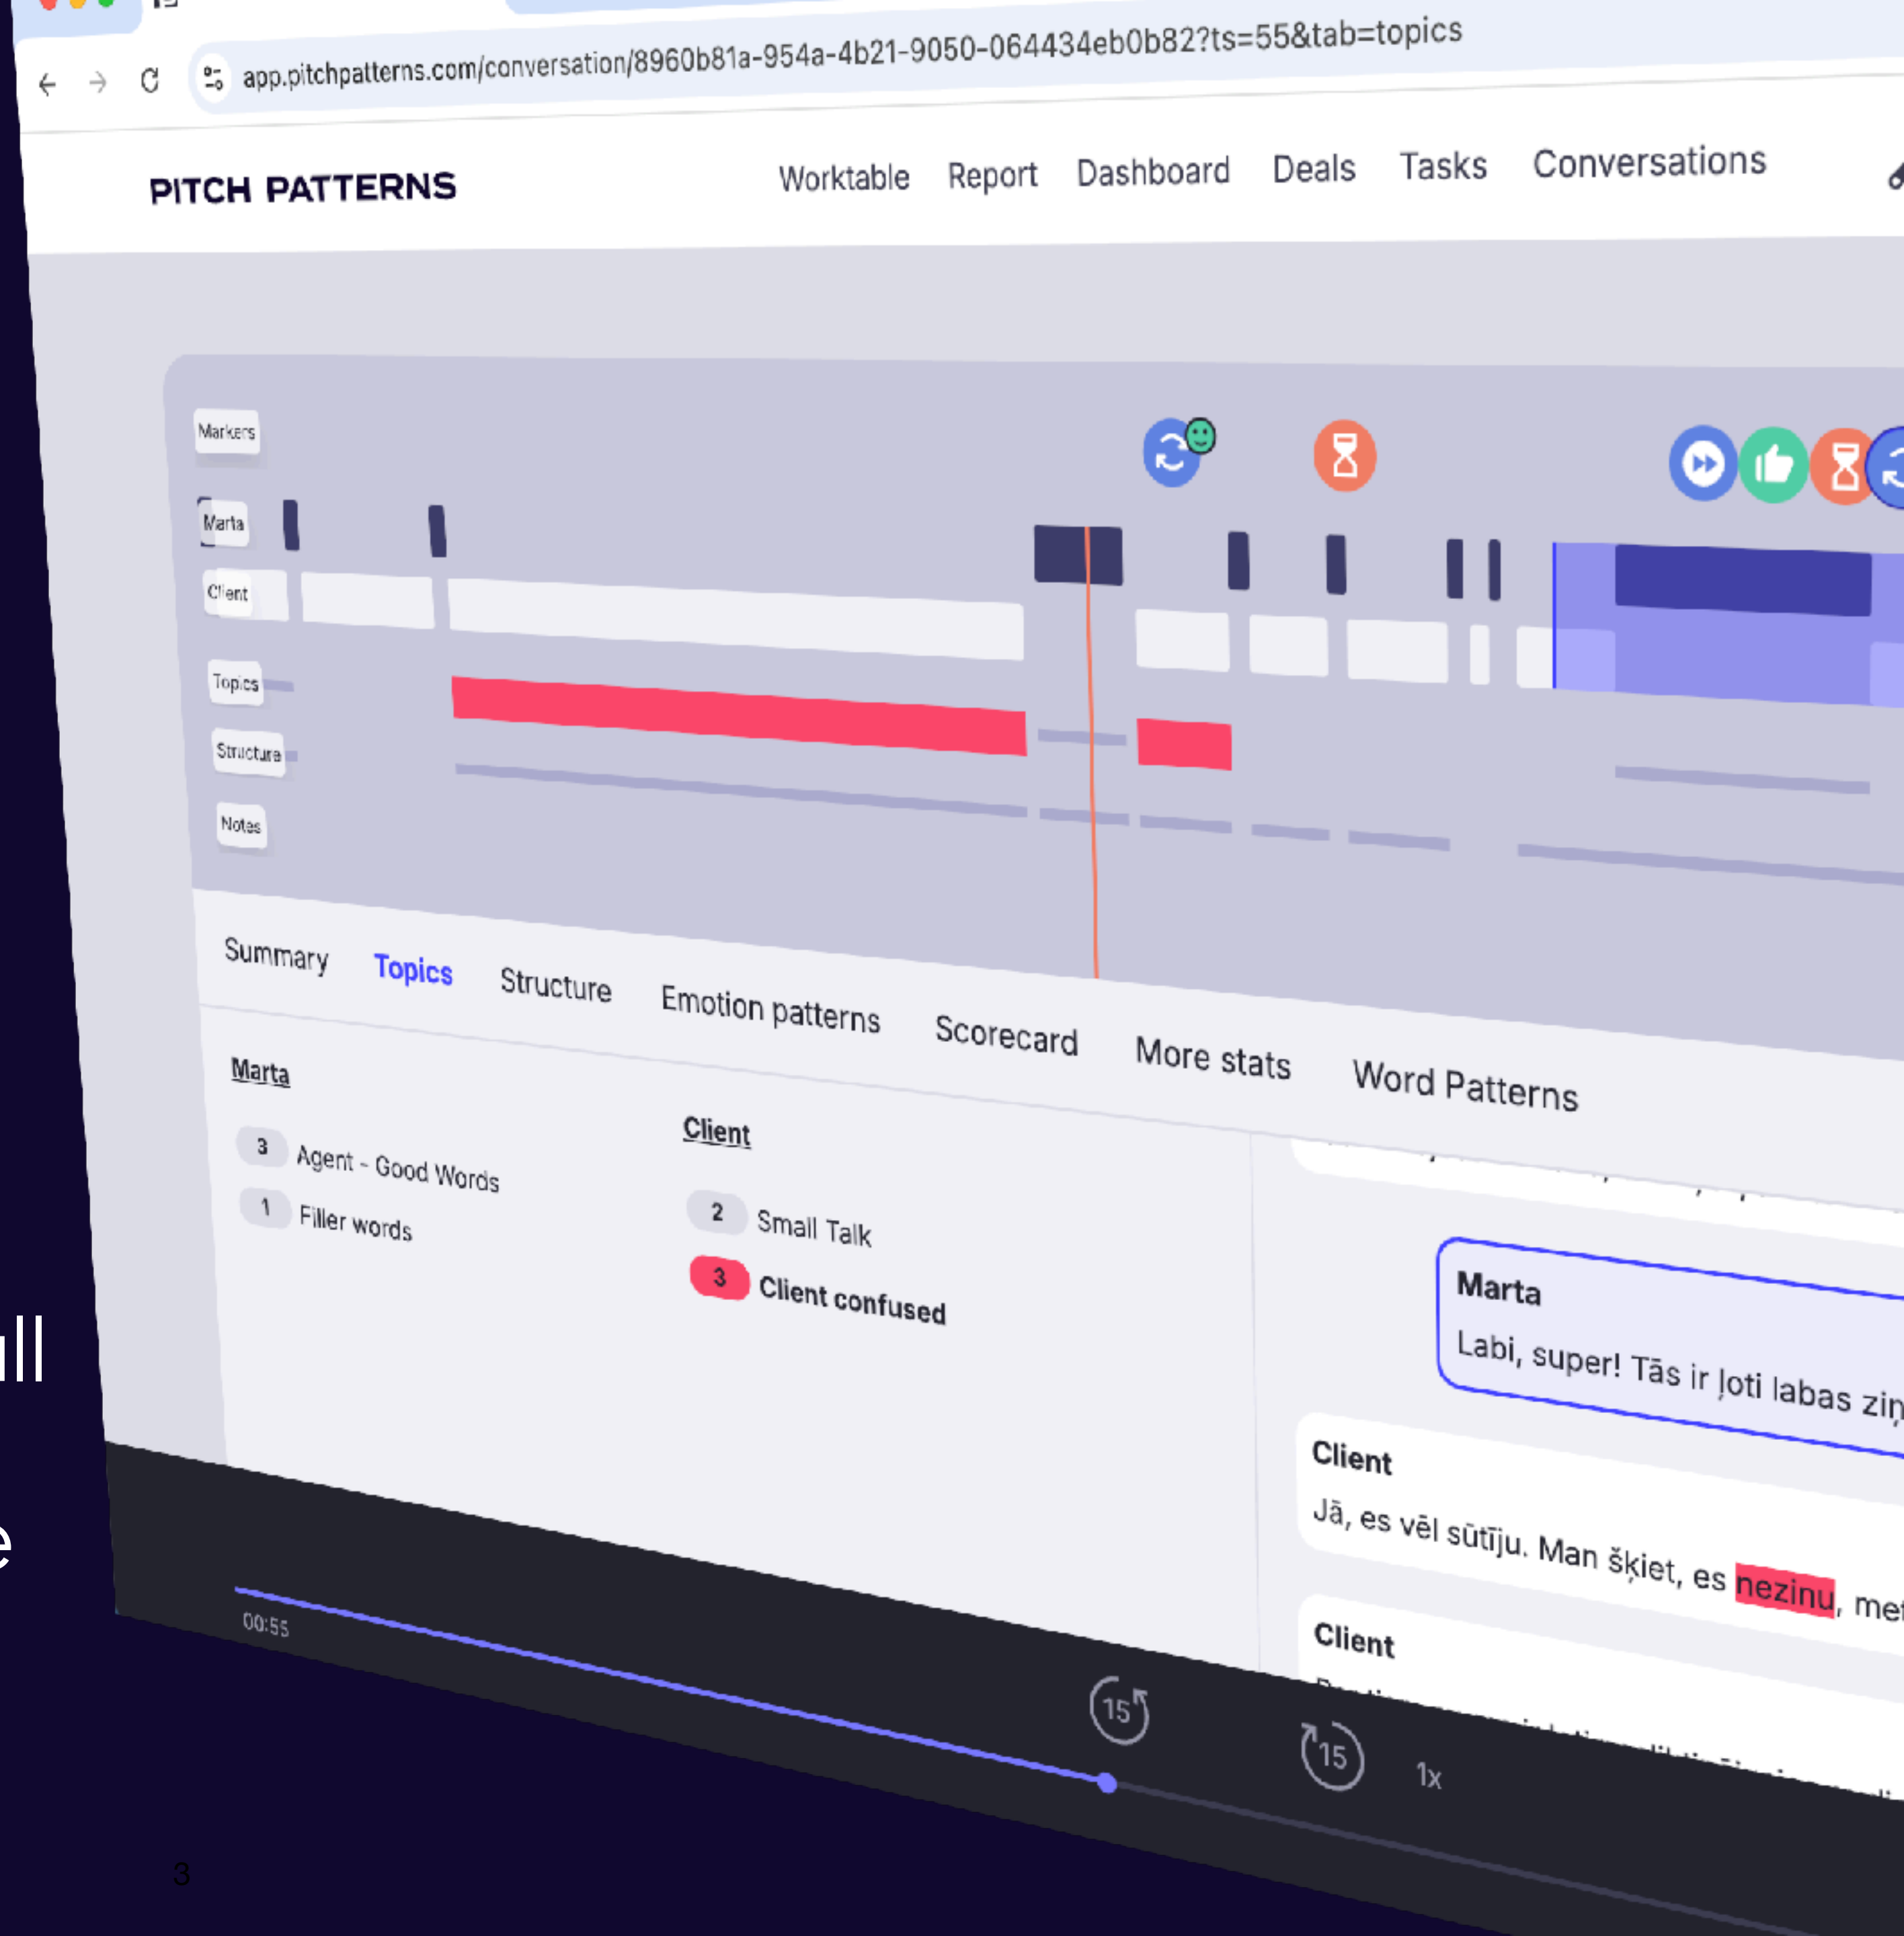 app.pitchpatterns.com/conversation/8960b81a-954a-4b21-9050-064434eb0b82?ts=55&tab=topics
PITCH PATTERNS
Worktable Report Dashboard Deals Tasks Conversations
Markers
Marta
Client
Topics
Structure
Notes
Summary Topics Structure Emotion patterns Scorecard More stats Word Patterns
Marta
3 Agent - Good Words
1 Filler words
Client
2 Small Talk
3 Client confused
Marta
Labi, super! Tās ir ļoti labas
Client
Jā, es vēl sūtīju. Man šķiet, es nezinu,
Client
00:55
15
15
1x
3